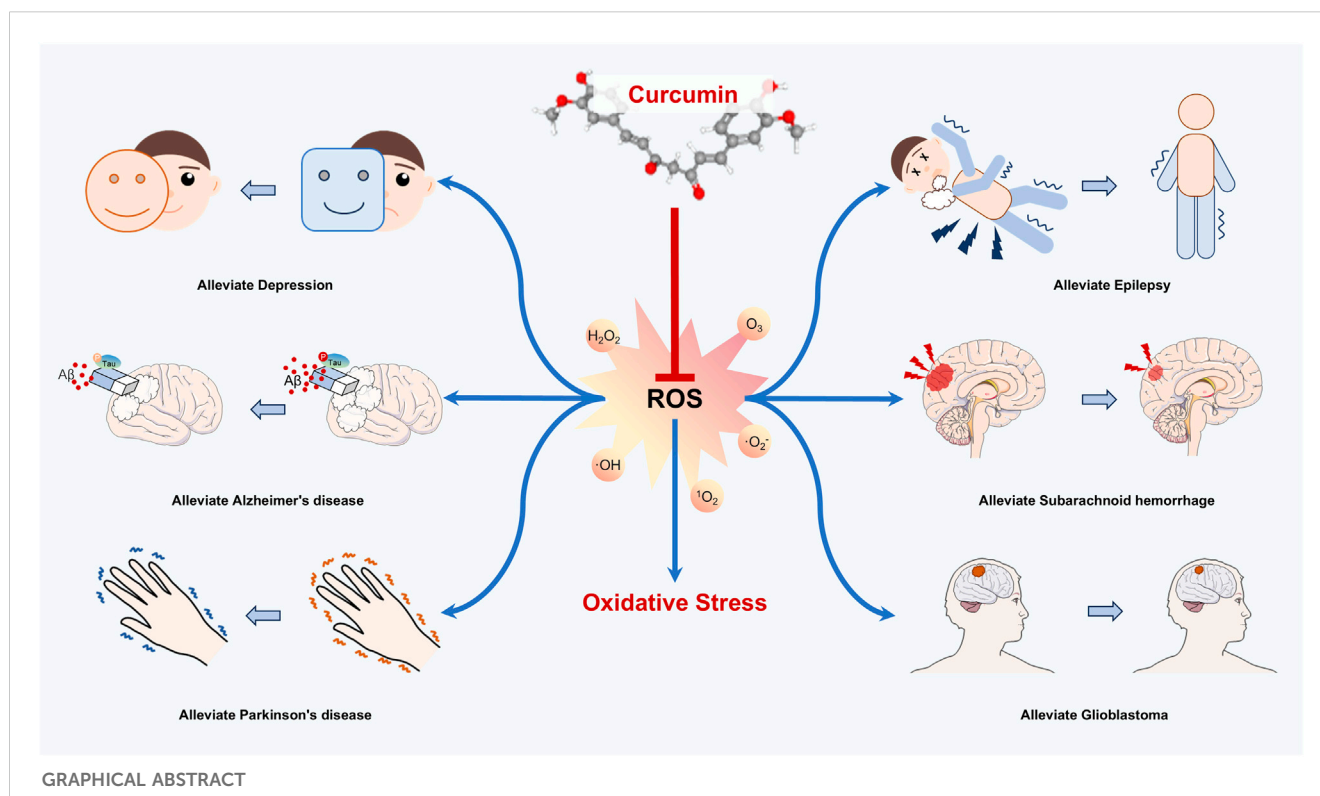 Curcumin
Alleviate Depression
Alleviate Epilepsy
H₂O₂
O₃
ROS
·O₂⁻
·OH
¹O₂
Aβ
P
Tau
Aβ
P
Tau
Alleviate Alzheimer's disease
Alleviate Subarachnoid hemorrhage
Oxidative Stress
Alleviate Parkinson's disease
Alleviate Glioblastoma
GRAPHICAL ABSTRACT